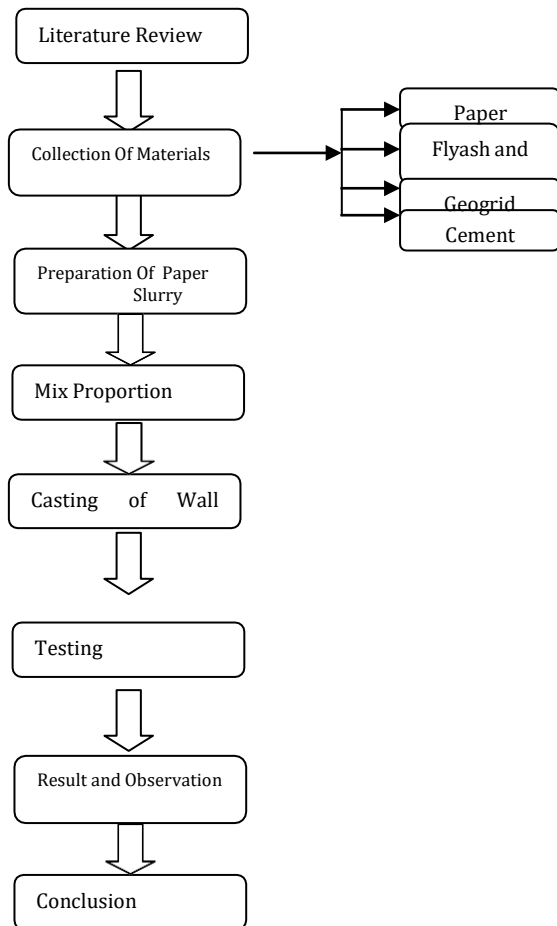 Literature Review
Collection Of Materials
Paper
Flyash and
Geogrid
Cement
Preparation Of Paper
Slurry
Mix Proportion
Casting of Wall
Testing
Result and Observation
Conclusion